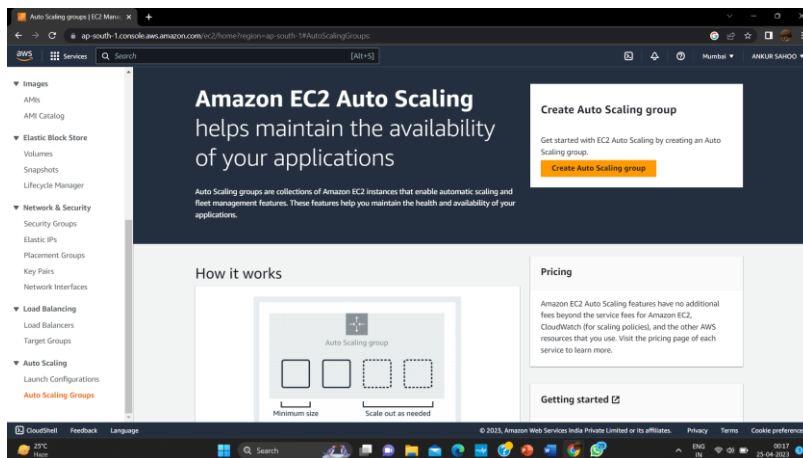 Auto Scaling groups | EC2 Manag
ap-south-1.console.aws.amazon.com/ec2/home?region=ap-south-1#AutoScalingGroups:
aws
Services
Search
[Alt+S]
Mumbai
ANKUR SAHOO
Images
AMIs
AMI Catalog
Elastic Block Store
Volumes
Snapshots
Lifecycle Manager
Network & Security
Security Groups
Elastic IPs
Placement Groups
Key Pairs
Network Interfaces
Load Balancing
Load Balancers
Target Groups
Auto Scaling
Launch Configurations
Auto Scaling Groups
Amazon EC2 Auto Scaling
helps maintain the availability
of your applications
Auto Scaling groups are collections of Amazon EC2 instances that enable automatic scaling and
fleet management features. These features help you maintain the health and availability of your
applications.
Create Auto Scaling group
Get started with EC2 Auto Scaling by creating an Auto
Scaling group.
Create Auto Scaling group
How it works
Auto Scaling group
Minimum size
Scale out as needed
Pricing
Amazon EC2 Auto Scaling features have no additional
fees beyond the service fees for Amazon EC2,
CloudWatch (for scaling policies), and the other AWS
resources that you use. Visit the pricing page of each
service to learn more.
Getting started
CloudShell
Feedback
Language
© 2023, Amazon Web Services India Private Limited or its affiliates.
Privacy
Terms
Cookie preference
25°C
Haze
Search
ENG
IN
00:17
25-04-2023